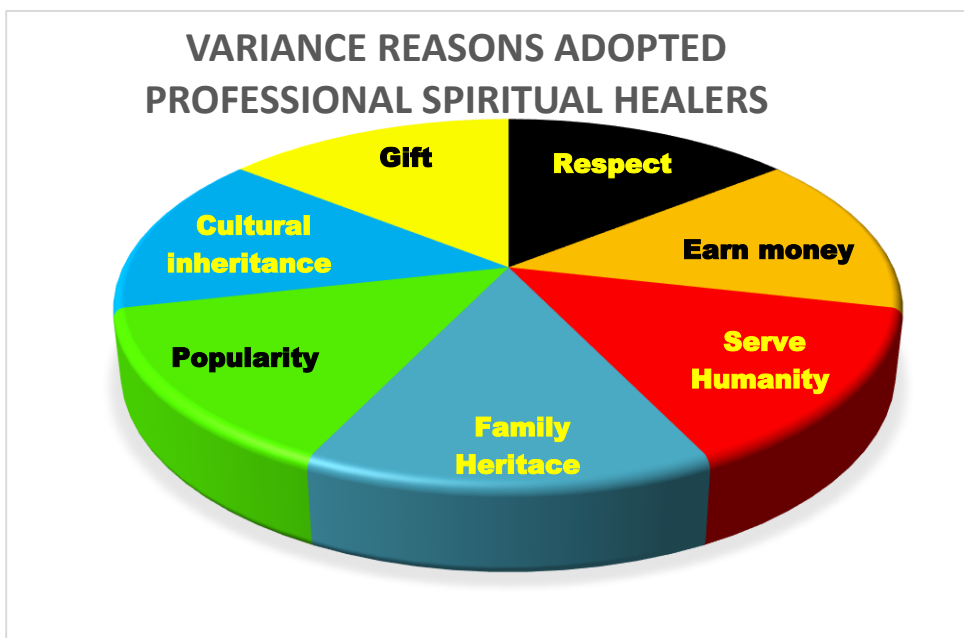 VARIANCE REASONS ADOPTED
PROFESSIONAL SPIRITUAL HEALERS
Gift
Respect
Cultural
inheritance
Earn money
Popularity
Serve
Humanity
Family
Heritace